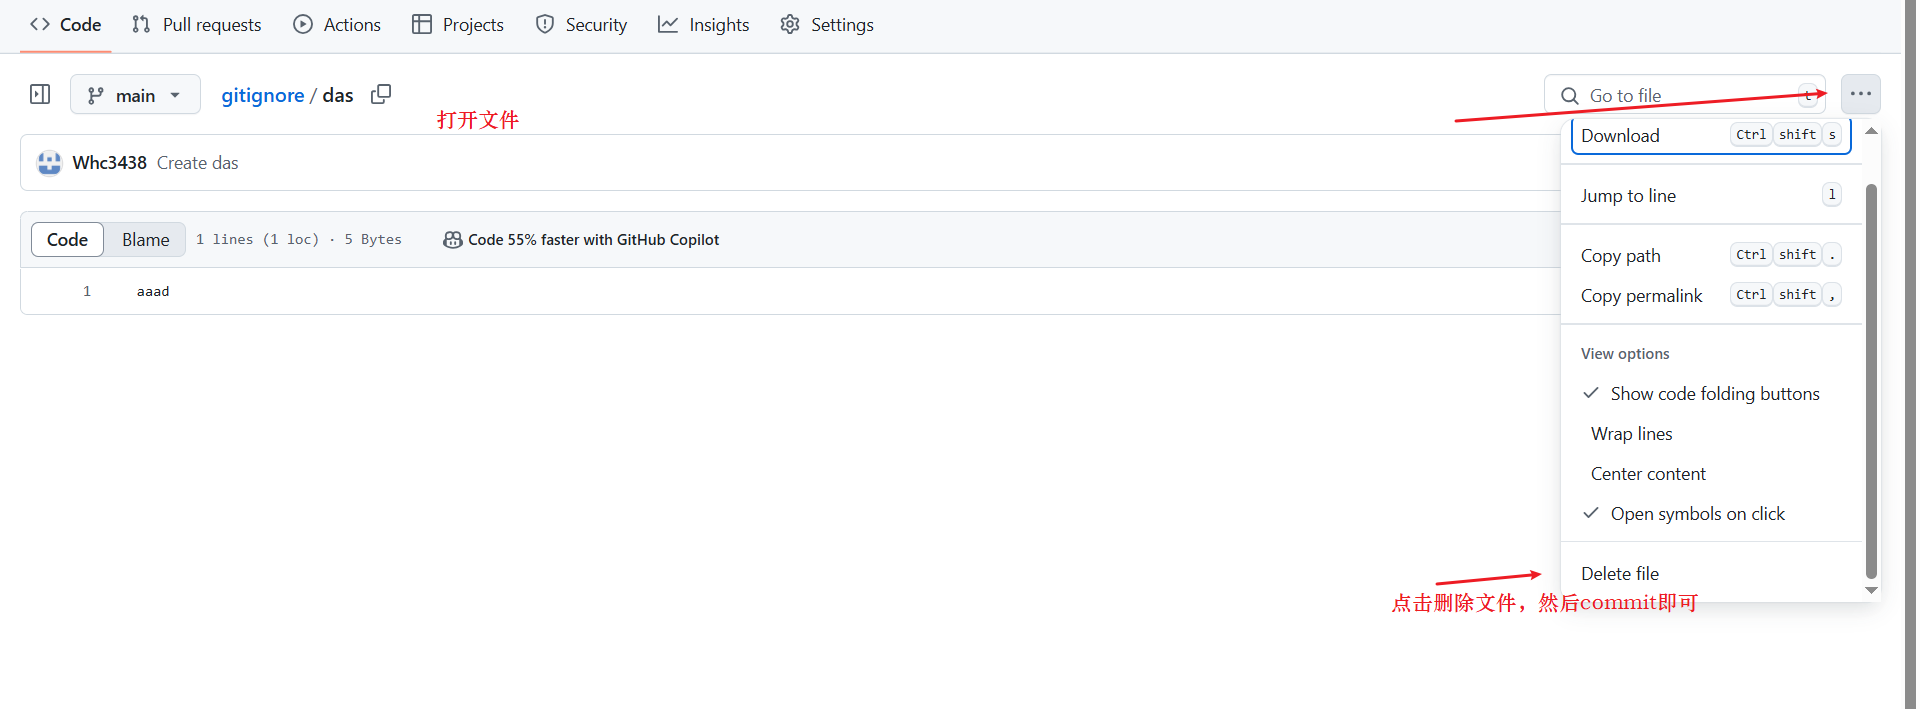 Code Pull requests Actions Projects Security Insights Settings
main gitignore / das Go to file t
打开文件
Whc3438 Create das
Download Ctrl shift s
Jump to line l
Code Blame 1 lines (1 loc) · 5 Bytes Code 55% faster with GitHub Copilot
Copy path Ctrl shift .
1 aaad
Copy permalink Ctrl shift ,
View options
Show code folding buttons
Wrap lines
Center content
Open symbols on click
Delete file
点击删除文件，然后commit即可